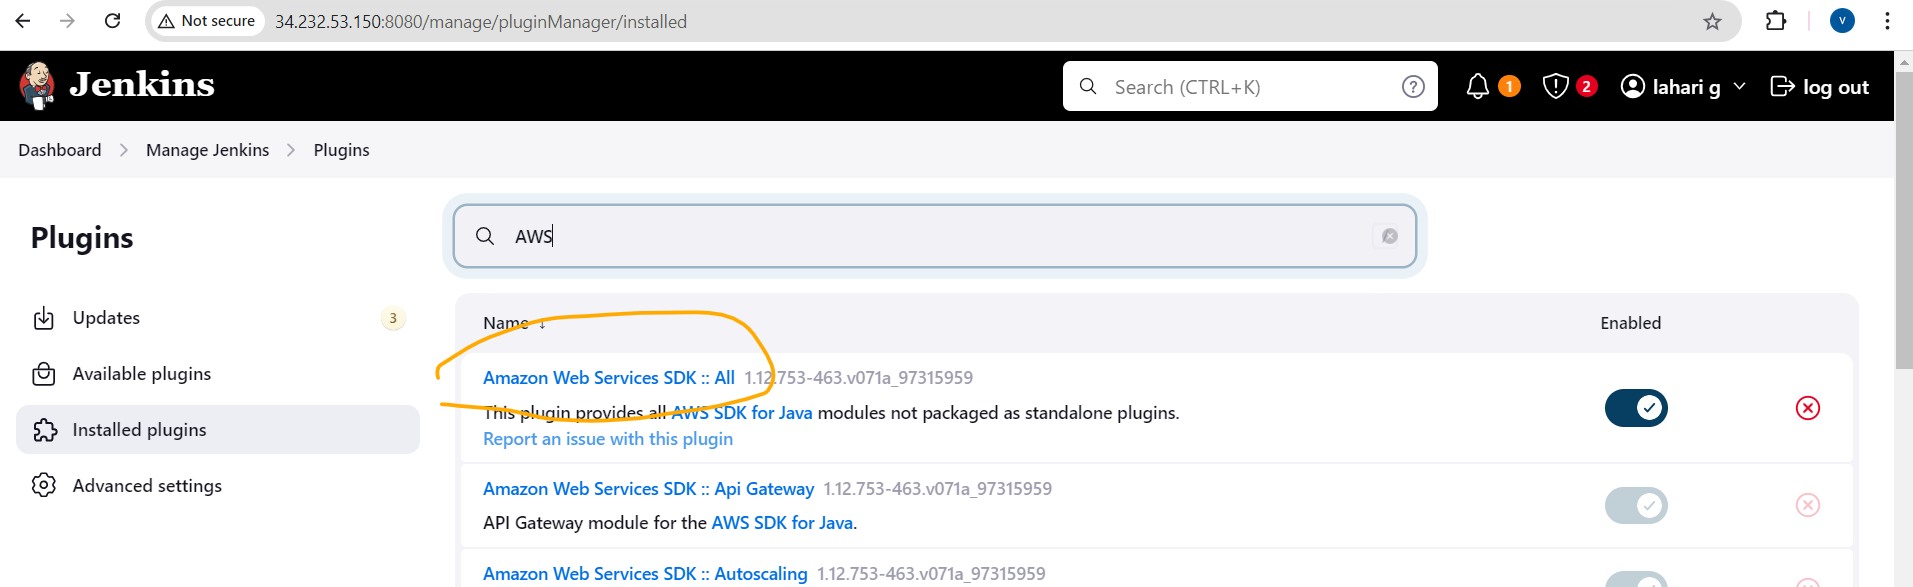 Not secure 34.232.53.150:8080/manage/pluginManager/installed V
Jenkins Search (CTRL+K) ? 1 2 lahari g log out
Dashboard Manage Jenkins Plugins
Plugins
AWS
Updates 3
Available plugins
Installed plugins
Advanced settings
Name ↓ Enabled
Amazon Web Services SDK :: All 1.12.753-463.v071a_97315959
This plugin provides all AWS SDK for Java modules not packaged as standalone plugins.
Report an issue with this plugin
Amazon Web Services SDK :: Api Gateway 1.12.753-463.v071a_97315959
API Gateway module for the AWS SDK for Java.
Amazon Web Services SDK :: Autoscaling 1.12.753-463.v071a_97315959